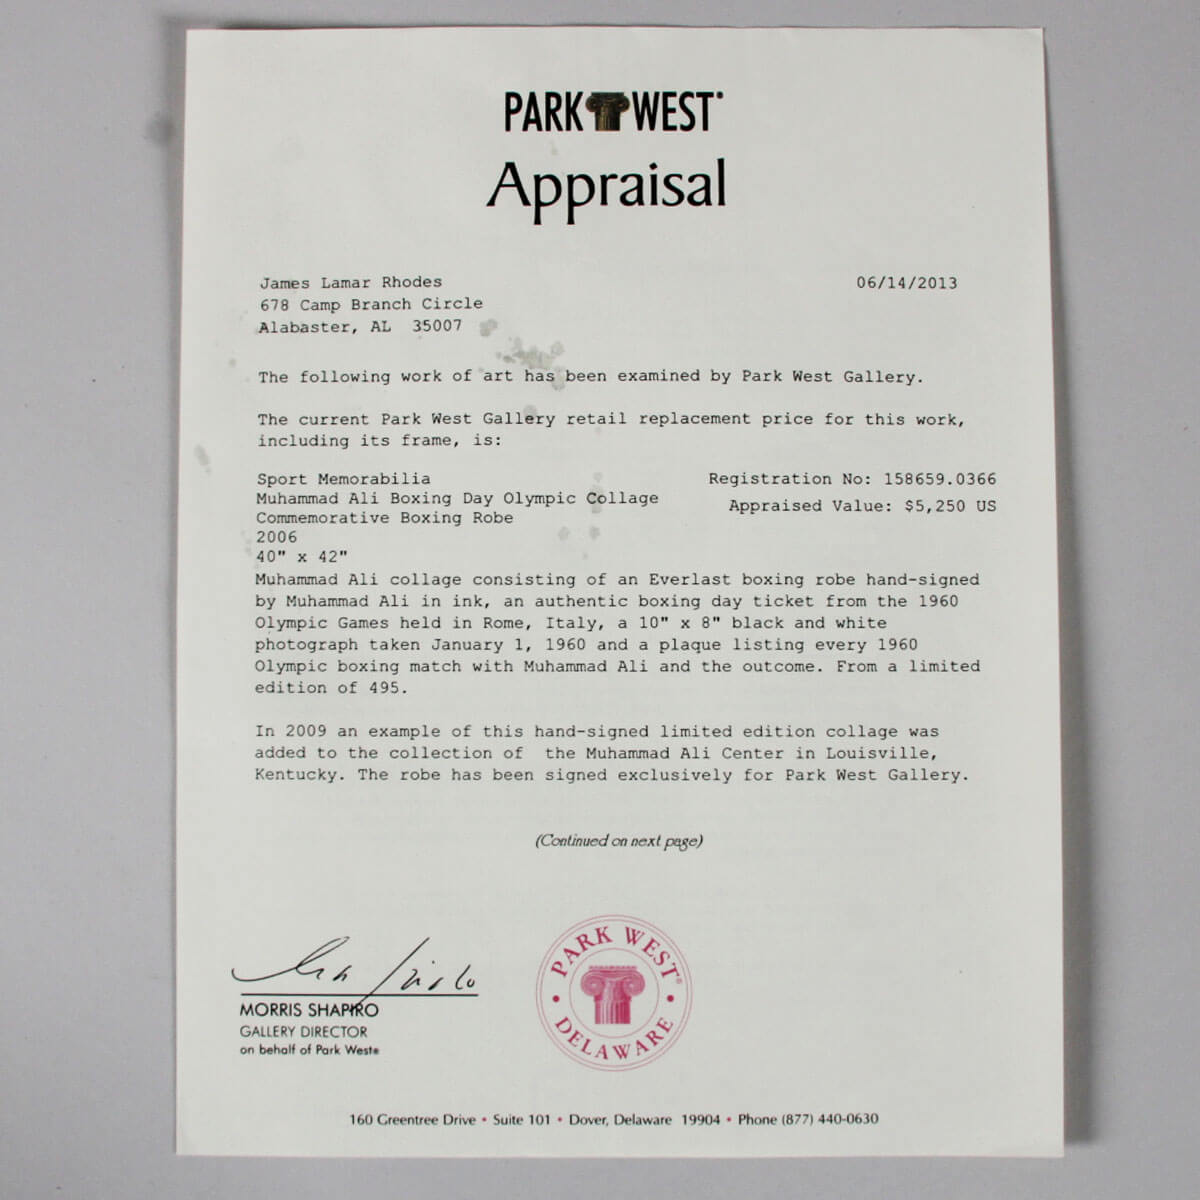 PARK WEST®
Appraisal
James Lamar Rhodes 06/14/2013
678 Camp Branch Circle
Alabaster, AL 35007
The following work of art has been examined by Park West Gallery.
The current Park West Gallery retail replacement price for this work,
including its frame, is:
Sport Memorabilia Registration No: 158659.0366
Muhammad Ali Boxing Day Olympic Collage Appraised Value: $5,250 US
Commemorative Boxing Robe
2006
40" x 42"
Muhammad Ali collage consisting of an Everlast boxing robe hand-signed
by Muhammad Ali in ink, an authentic boxing day ticket from the 1960
Olympic Games held in Rome, Italy, a 10" x 8" black and white
photograph taken January 1, 1960 and a plaque listing every 1960
Olympic boxing match with Muhammad Ali and the outcome. From a limited
edition of 495.
In 2009 an example of this hand-signed limited edition collage was
added to the collection of the Muhammad Ali Center in Louisville,
Kentucky. The robe has been signed exclusively for Park West Gallery.
(Continued on next page)
MORRIS SHAPIRO
GALLERY DIRECTOR
on behalf of Park West®
PARK WEST®
DELAWARE
160 Greentree Drive • Suite 101 • Dover, Delaware 19904 • Phone (877) 440-0630